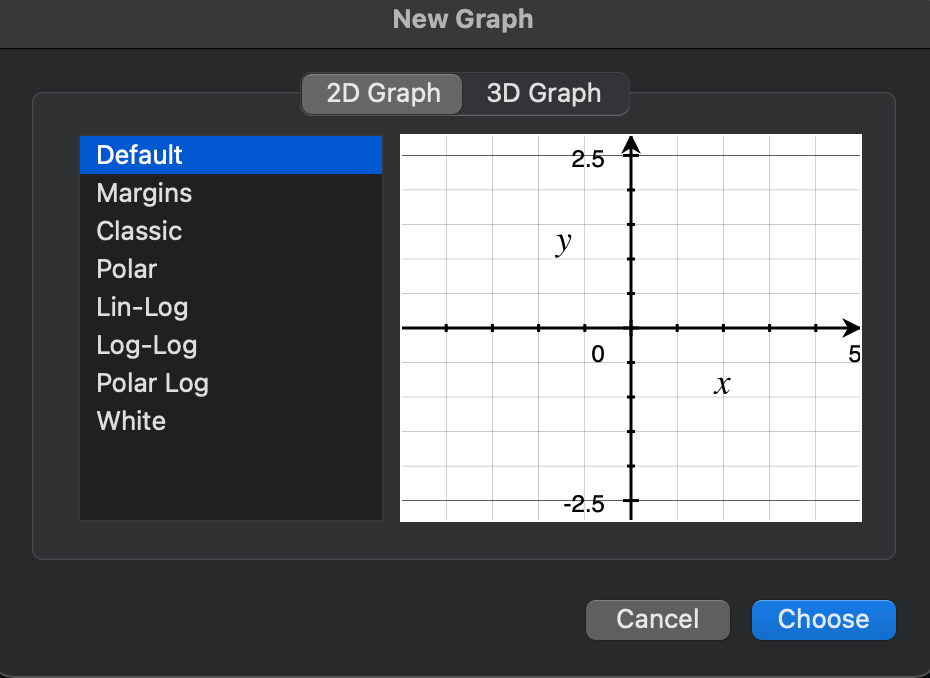 New Graph
2D Graph 3D Graph
Default
Margins
Classic
Polar
Lin-Log
Log-Log
Polar Log
White
2.5
y
0
5
x
-2.5
Cancel Choose